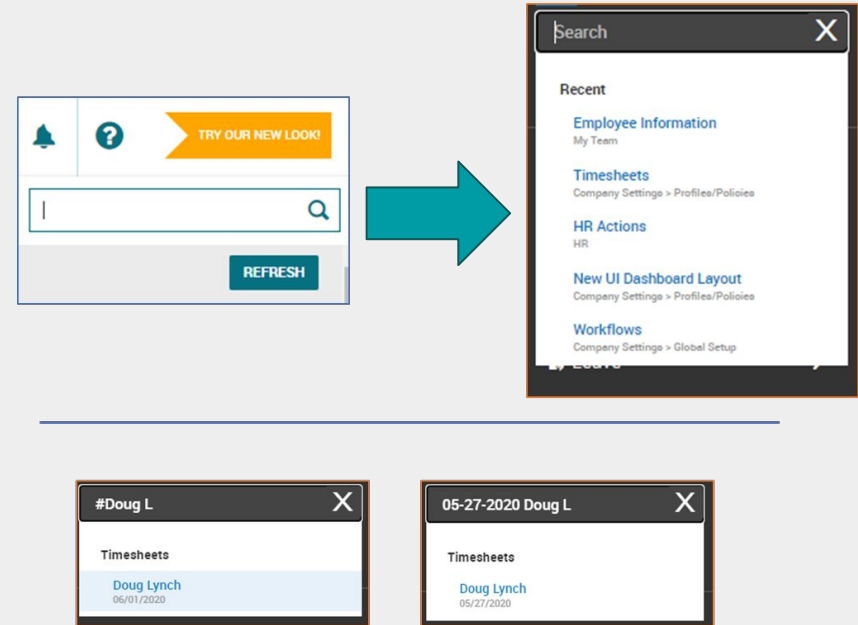 TRY OUR NEW LOOK!
REFRESH
Search
X
Recent
Employee Information
My Team
Timesheets
Company Settings > Profiles/Policies
HR Actions
HR
New UI Dashboard Layout
Company Settings > Profiles/Policies
Workflows
Company Settings > Global Setup
#Doug L
X
Timesheets
Doug Lynch
06/01/2020
05-27-2020 Doug L
X
Timesheets
Doug Lynch
05/27/2020